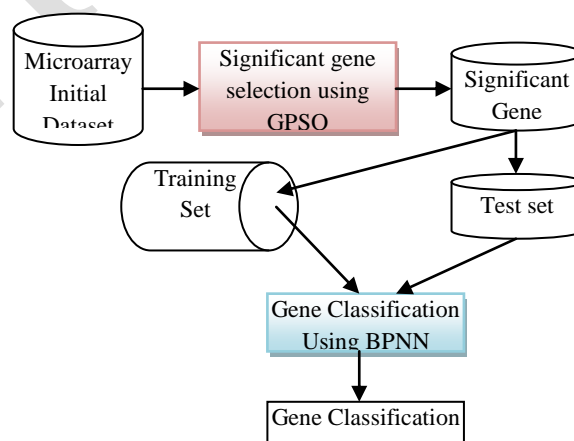 Microarray
Initial
Dataset
Significant gene
selection using
GPSO
Significant
Gene
Training
Set
Test set
Gene Classification
Using BPNN
Gene Classification